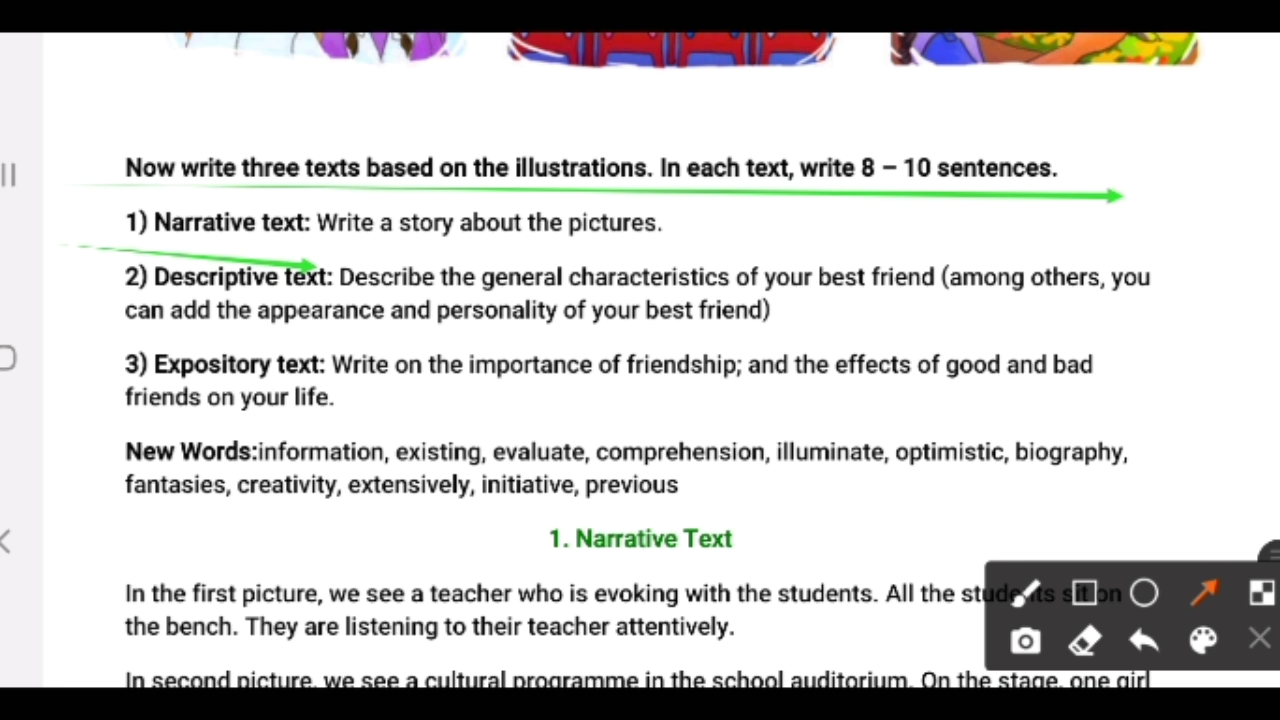 Now write three texts based on the illustrations. In each text, write 8 – 10 sentences.
1) Narrative text: Write a story about the pictures.
2) Descriptive text: Describe the general characteristics of your best friend (among others, you
can add the appearance and personality of your best friend)
3) Expository text: Write on the importance of friendship; and the effects of good and bad
friends on your life.
New Words:information, existing, evaluate, comprehension, illuminate, optimistic, biography,
fantasies, creativity, extensively, initiative, previous
1. Narrative Text
In the first picture, we see a teacher who is evoking with the students. All the students sit on
the bench. They are listening to their teacher attentively.
In second picture, we see a cultural programme in the school auditorium. On the stage, one girl